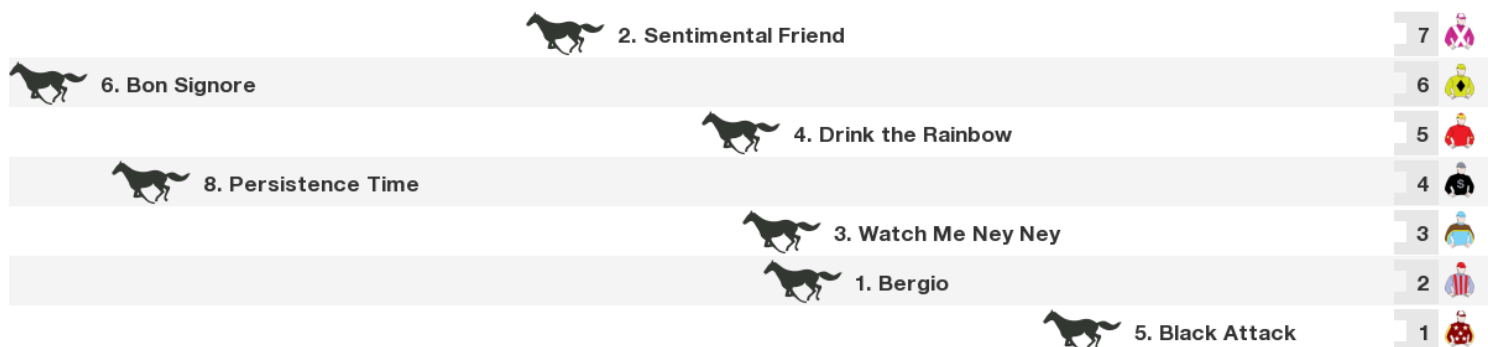 2. Sentimental Friend 7
6. Bon Signore 6
4. Drink the Rainbow 5
8. Persistence Time 4 S
3. Watch Me Ney Ney 3
1. Bergio 2
5. Black Attack 1